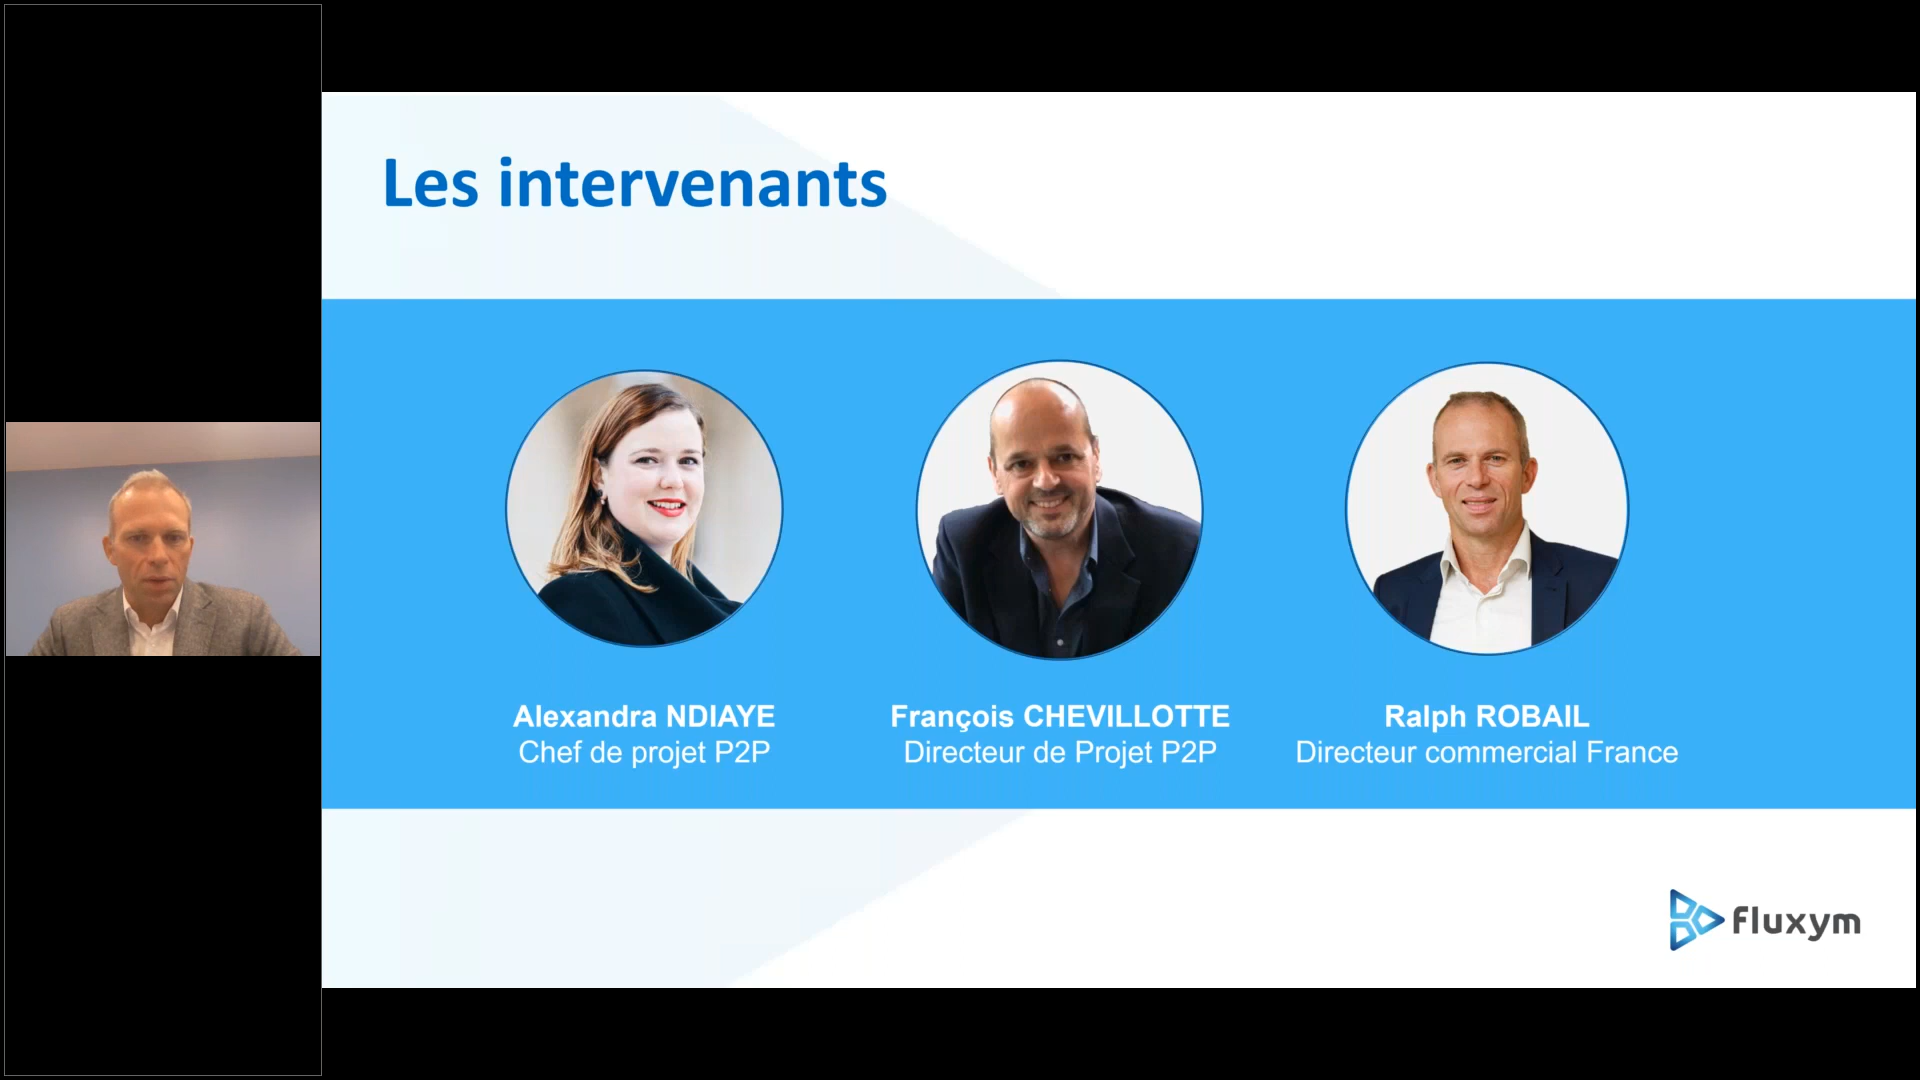 Les intervenants
Alexandra NDIAYE
Chef de projet P2P
François CHEVILLOTTE
Directeur de Projet P2P
Ralph ROBAIL
Directeur commercial France
fluxym